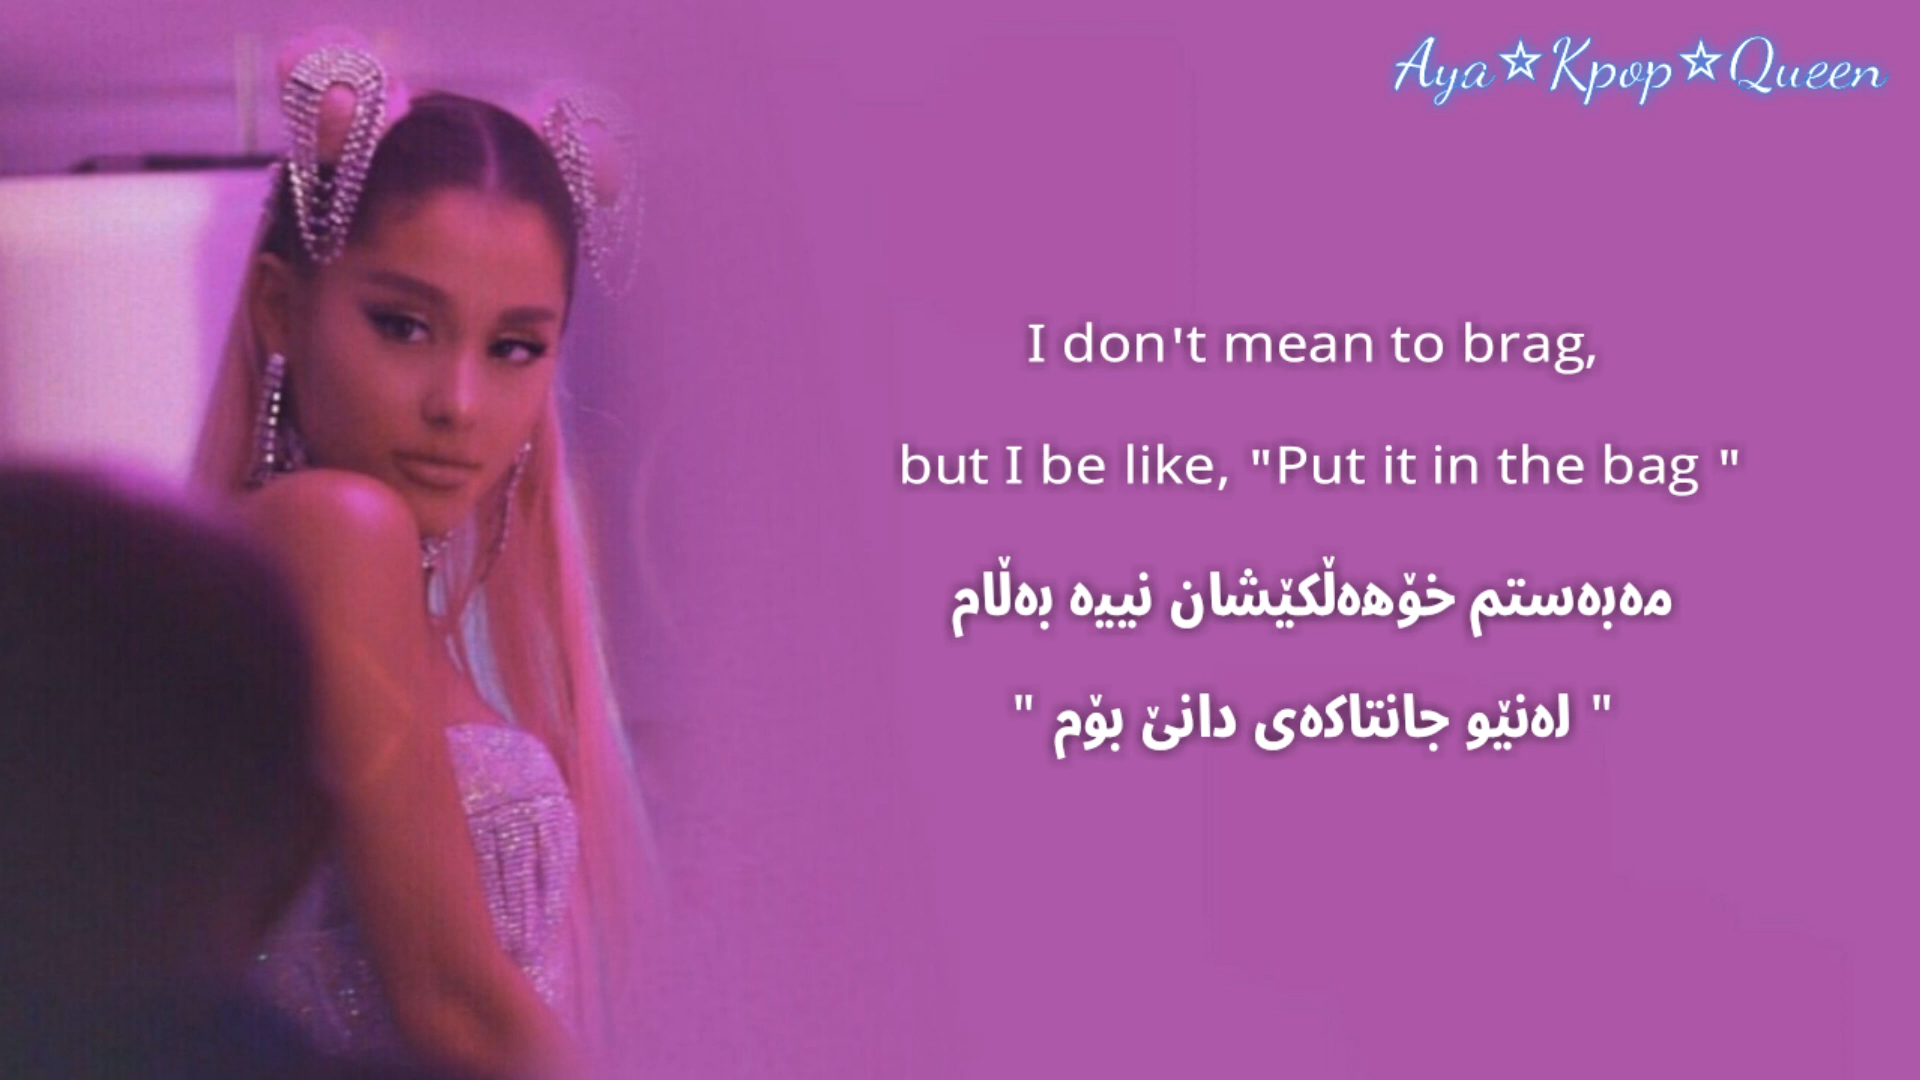 Aya☆Kpop☆Queen
I don't mean to brag,
but I be like, "Put it in the bag "
مەبەستم خۆهەڵکێشان نییە بەڵام
" لەنێو جانتاکەی دانێ بۆم "